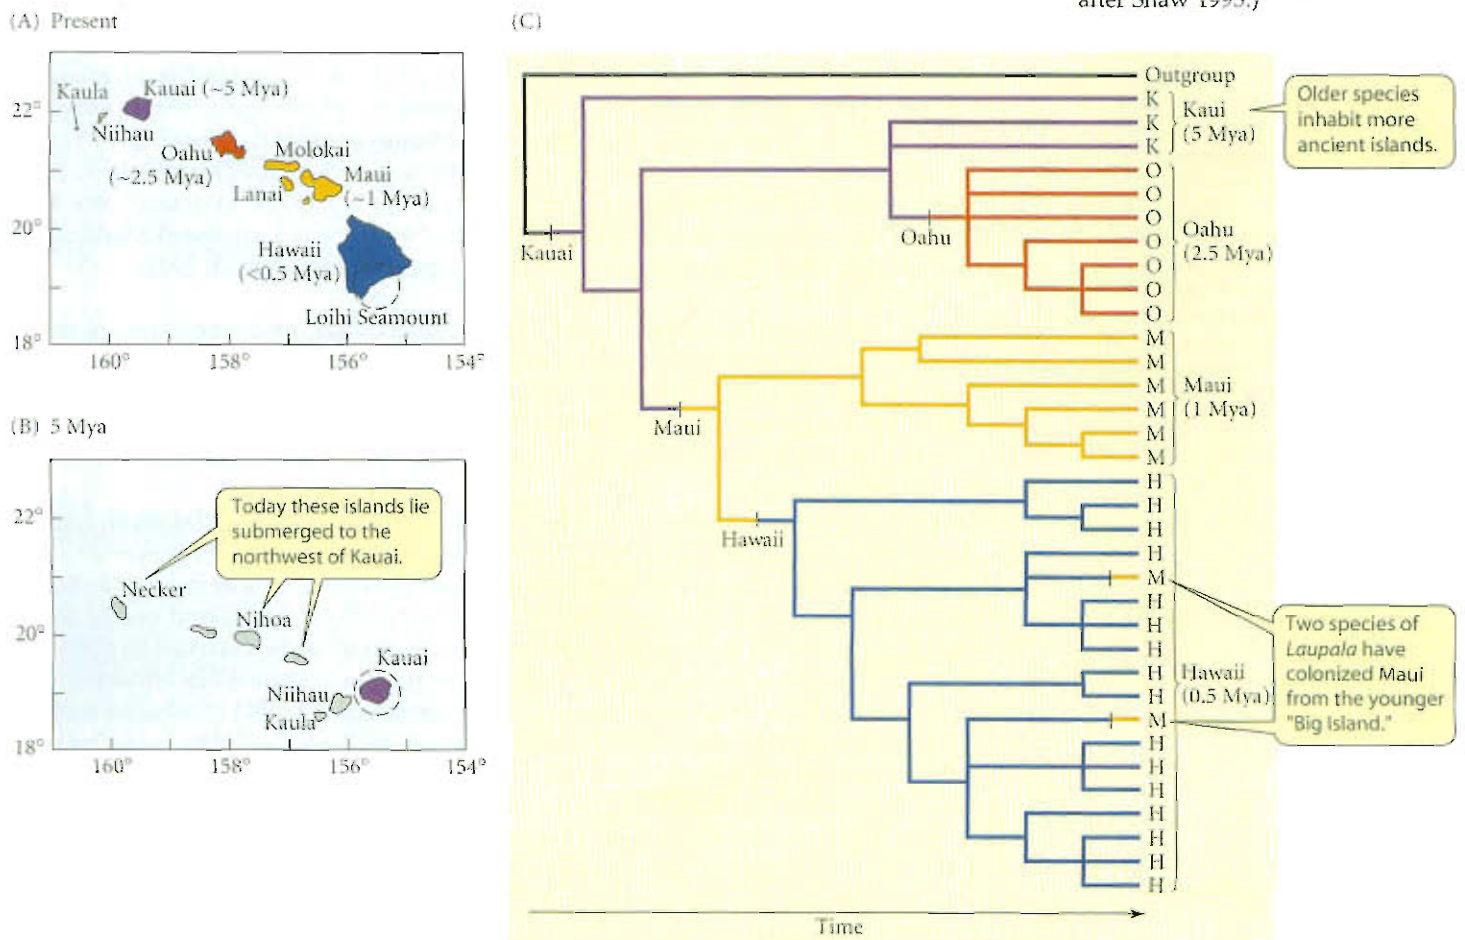 after Shaw 1995.)
(A) Present
22°
20°
18°
160°
158°
156°
154°
Kaula
Kauai (~5 Mya)
Niihau
Oahu
(~2.5 Mya)
Molokai
Lanai
Maui
(~1 Mya)
Hawaii
(<0.5 Mya)
Loihi Seamount
(B) 5 Mya
22°
20°
18°
160°
158°
156°
154°
Today these islands lie
submerged to the
northwest of Kauai.
Necker
Nihoa
Kauai
Niihau
Kaula
(C)
Outgroup
K
K
K
Kaui
(5 Mya)
Older species
inhabit more
ancient islands.
O
O
O
O
O
O
O
Oahu
(2.5 Mya)
Kauai
Oahu
M
M
M
M
M
M
Maui
(1 Mya)
Maui
H
H
H
H
M
H
H
H
H
H
M
H
H
H
H
H
H
H
Hawaii
Hawaii
(0.5 Mya)
Two species of
Laupala have
colonized Maui
from the younger
"Big Island."
Time